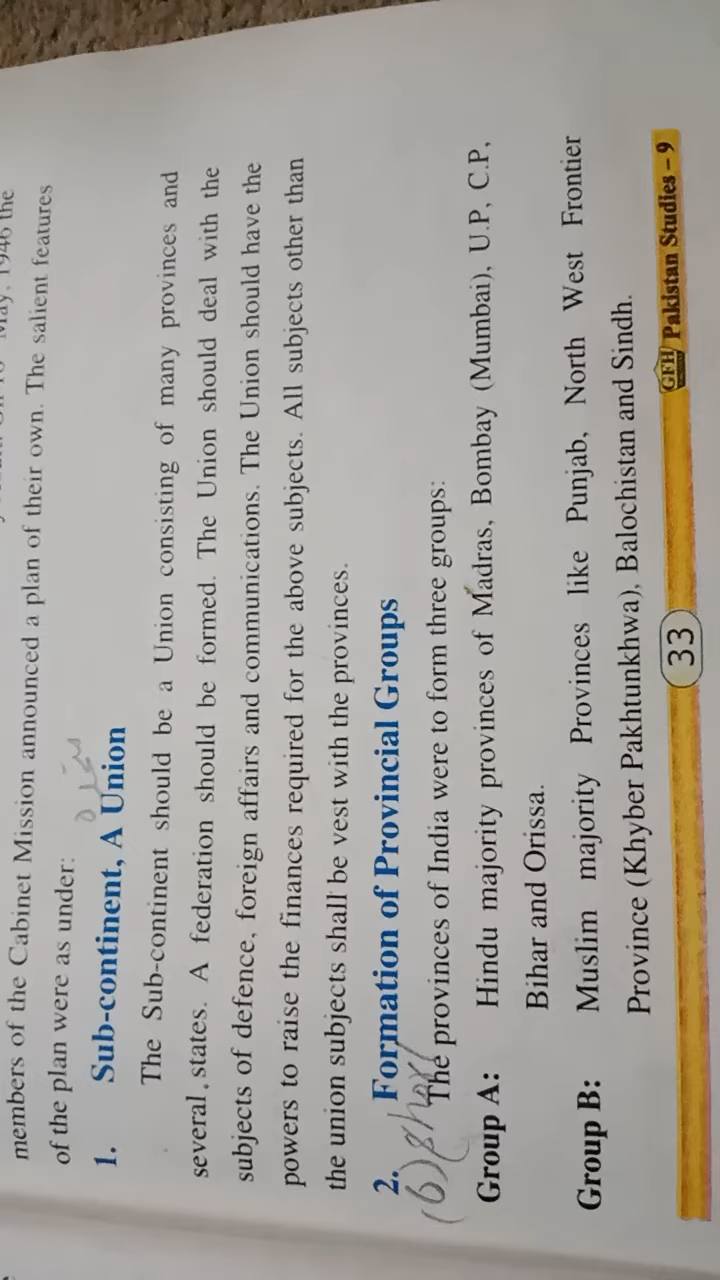 May, 1946 the
members of the Cabinet Mission announced a plan of their own. The salient features
of the plan were as under:
1. Sub-continent, A Union
The Sub-continent should be a Union consisting of many provinces and
several states. A federation should be formed. The Union should deal with the
subjects of defence, foreign affairs and communications. The Union should have the
powers to raise the finances required for the above subjects. All subjects other than
the union subjects shall be vest with the provinces.
2. Formation of Provincial Groups
(6) short
The provinces of India were to form three groups:
Group A: Hindu majority provinces of Madras, Bombay (Mumbai), U.P, C.P,
Bihar and Orissa.
Group B: Muslim majority Provinces like Punjab, North West Frontier
Province (Khyber Pakhtunkhwa), Balochistan and Sindh.
33
GFH Pakistan Studies – 9